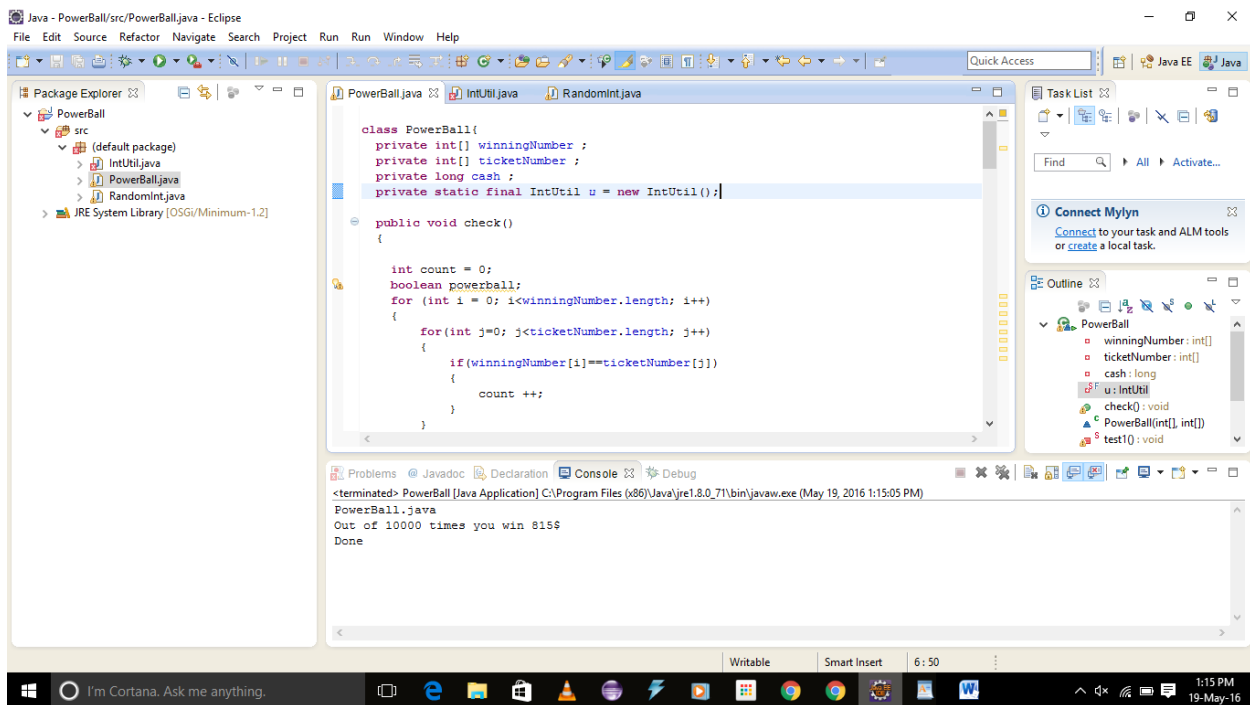 Java - PowerBall/src/PowerBall.java - Eclipse
File Edit Source Refactor Navigate Search Project Run Run Window Help
Quick Access
Java EE
Java
Package Explorer
PowerBall
src
(default package)
IntUtil.java
PowerBall.java
RandomInt.java
JRE System Library [OSGi/Minimum-1.2]
PowerBall.java
IntUtil.java
RandomInt.java
class PowerBall{
private int[] winningNumber ;
private int[] ticketNumber ;
private long cash ;
private static final IntUtil u = new IntUtil();
public void check()
{
int count = 0;
boolean powerball;
for (int i = 0; i<winningNumber.length; i++)
{
for(int j=0; j<ticketNumber.length; j++)
{
if(winningNumber[i]==ticketNumber[j])
{
count ++;
}
}
Task List
Find
All
Activate...
Connect Mylyn
Connect to your task and ALM tools
or create a local task.
Outline
PowerBall
winningNumber : int[]
ticketNumber : int[]
cash : long
u : IntUtil
check() : void
PowerBall(int[], int[])
test1() : void
Problems @ Javadoc Declaration Console Debug
<terminated> PowerBall [Java Application] C:\Program Files (x86)\Java\jre1.8.0_71\bin\javaw.exe (May 19, 2016 1:15:05 PM)
PowerBall.java
Out of 10000 times you win 815$
Done
Writable
Smart Insert
6 : 50
I'm Cortana. Ask me anything.
1:15 PM
19-May-16